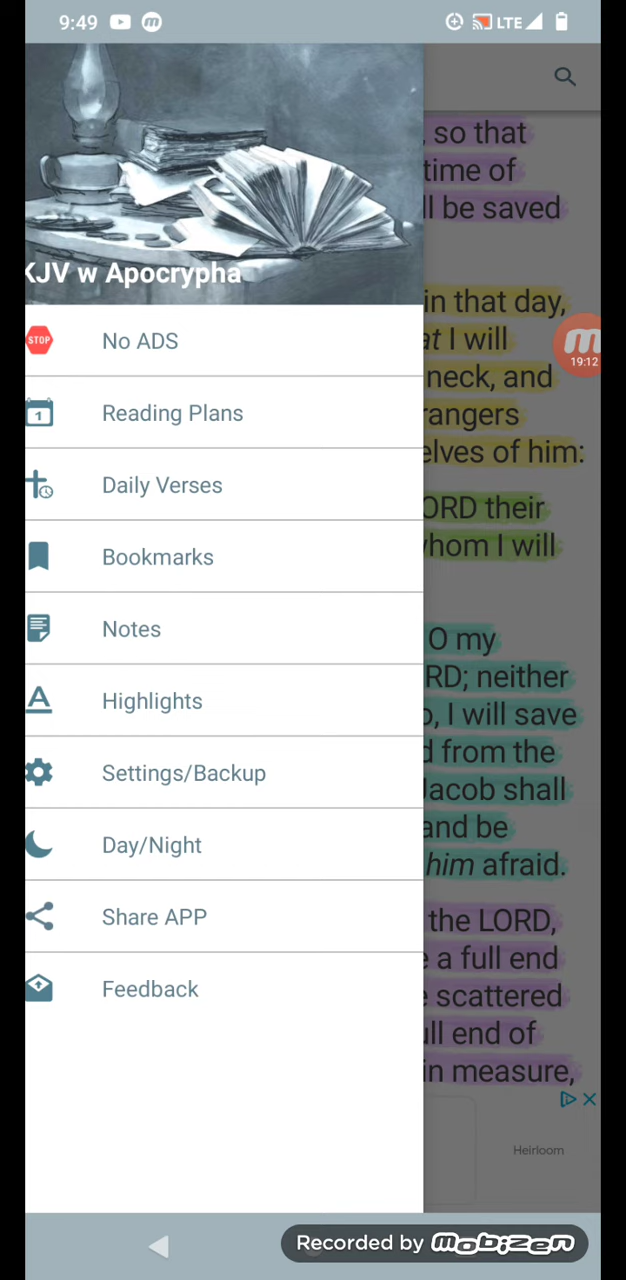 9:49
m
LTE
KJV w Apocrypha
STOP
No ADS
1
Reading Plans
Daily Verses
Bookmarks
Notes
Highlights
Settings/Backup
Day/Night
Share APP
Feedback
, so that
time of
ll be saved
in that day,
at I will
neck, and
rangers
elves of him:
ORD their
whom I will
O my
RD; neither
o, I will save
d from the
Jacob shall
and be
him afraid.
the LORD,
e a full end
e scattered
ull end of
in measure,
19:12
Heirloom
Recorded by mobizen